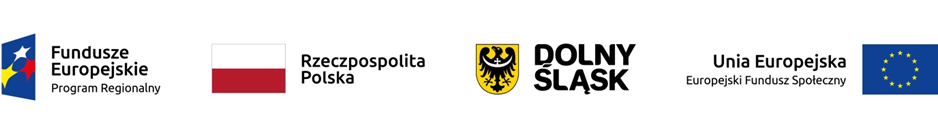 Fundusze
Europejskie
Program Regionalny
Rzeczpospolita
Polska
DOLNY
ŚLĄSK
Unia Europejska
Europejski Fundusz Społeczny